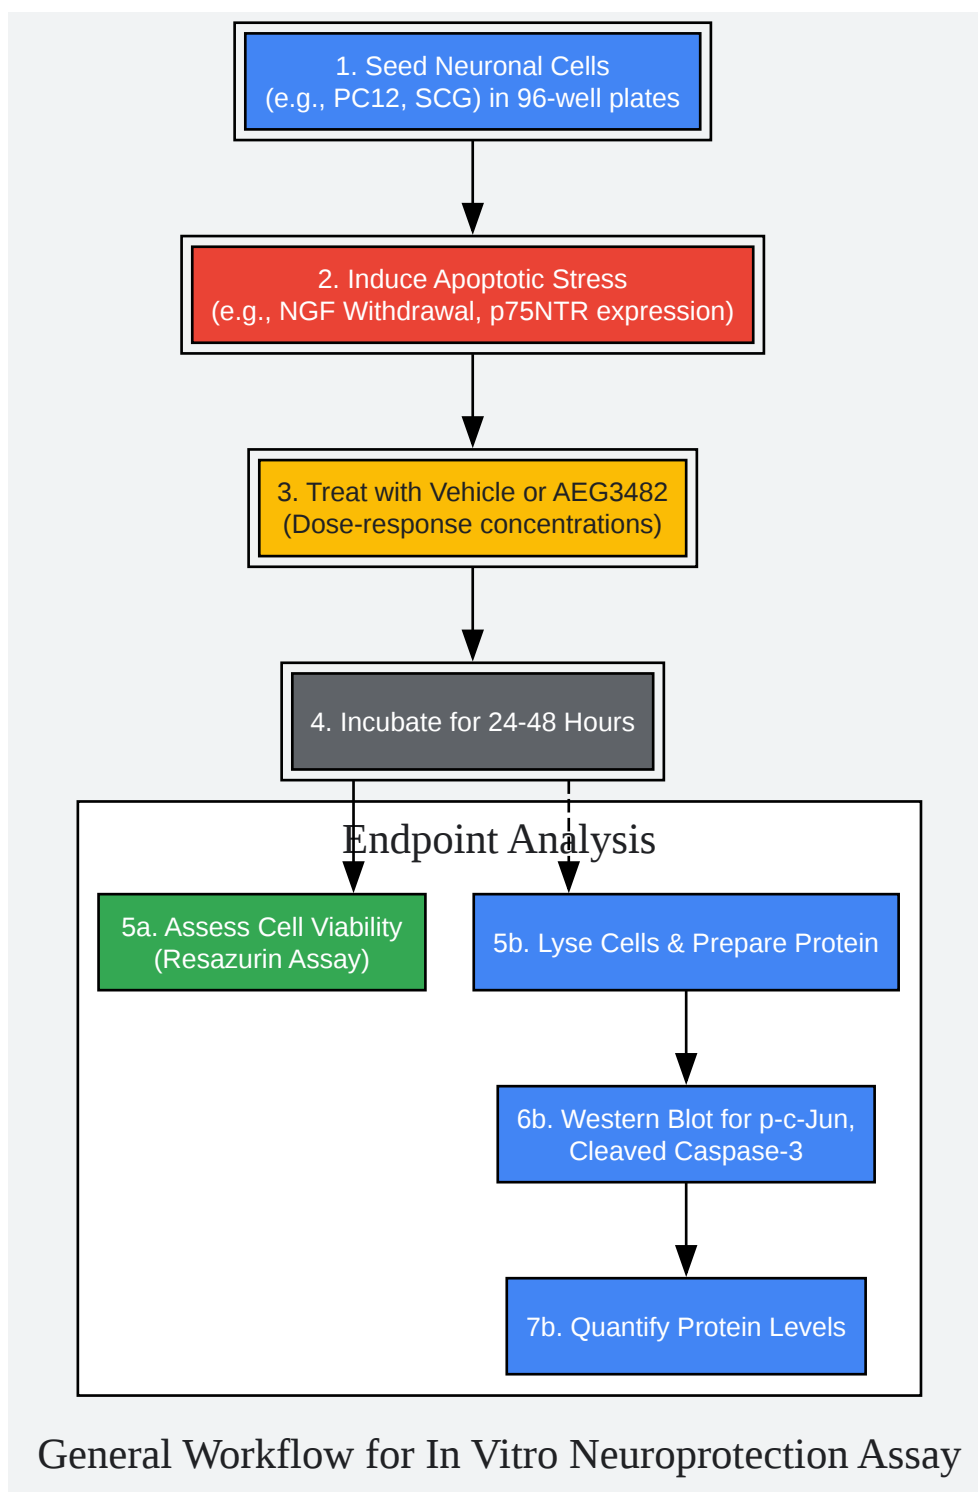 1. Seed Neuronal Cells
(e.g., PC12, SCG) in 96-well plates
2. Induce Apoptotic Stress
(e.g., NGF Withdrawal, p75NTR expression)
3. Treat with Vehicle or AEG3482
(Dose-response concentrations)
4. Incubate for 24-48 Hours
Endpoint Analysis
5a. Assess Cell Viability
(Resazurin Assay)
5b. Lyse Cells & Prepare Protein
6b. Western Blot for p-c-Jun,
Cleaved Caspase-3
7b. Quantify Protein Levels
General Workflow for In Vitro Neuroprotection Assay